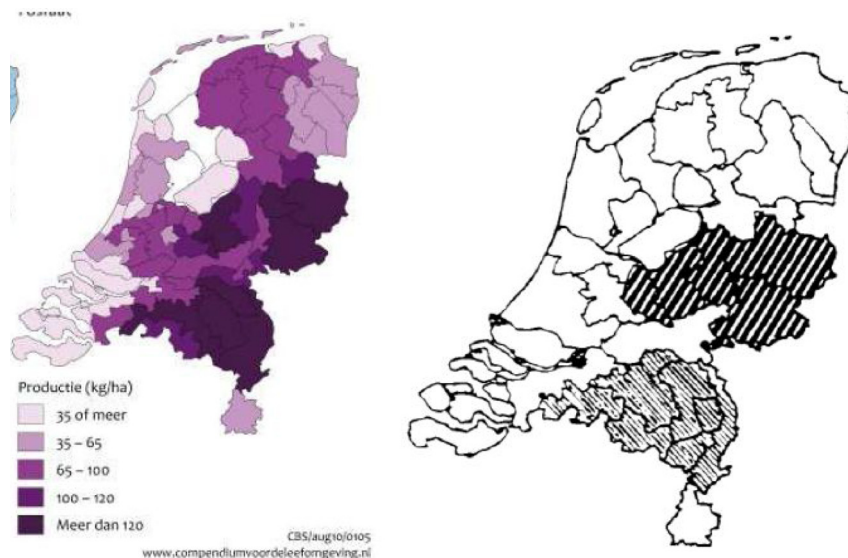 Fosfaat
Productie (kg/ha)
35 of meer
35 – 65
65 – 100
100 – 120
Meer dan 120
CBS/aug10/0105
www.compendiumvoordeleefomgeving.nl